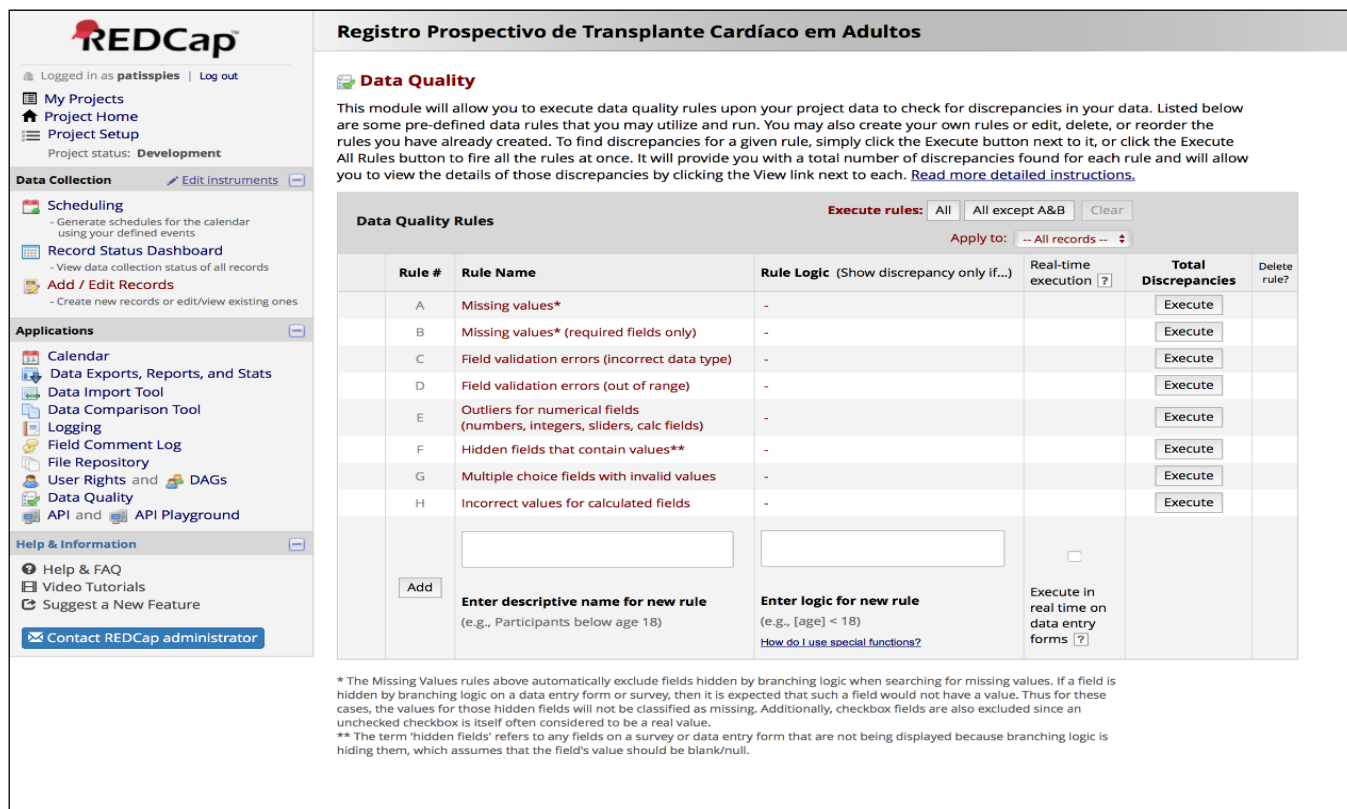 REDCap
Logged in as patisspies | Log out
My Projects
Project Home
Project Setup
Project status: Development
Data Collection
Edit instruments
Scheduling
- Generate schedules for the calendar
using your defined events
Record Status Dashboard
- View data collection status of all records
Add / Edit Records
- Create new records or edit/view existing ones
Applications
Calendar
Data Exports, Reports, and Stats
Data Import Tool
Data Comparison Tool
Logging
Field Comment Log
File Repository
User Rights and DAGs
Data Quality
API and API Playground
Help & Information
Help & FAQ
Video Tutorials
Suggest a New Feature
Contact REDCap administrator
Registro Prospectivo de Transplante Cardíaco em Adultos
Data Quality
This module will allow you to execute data quality rules upon your project data to check for discrepancies in your data. Listed below
are some pre-defined data rules that you may utilize and run. You may also create your own rules or edit, delete, or reorder the
rules you have already created. To find discrepancies for a given rule, simply click the Execute button next to it, or click the Execute
All Rules button to fire all the rules at once. It will provide you with a total number of discrepancies found for each rule and will allow
you to view the details of those discrepancies by clicking the View link next to each. Read more detailed instructions.
Data Quality Rules
Execute rules: All All except A&B Clear
Apply to: -- All records --
Rule # Rule Name Rule Logic (Show discrepancy only if...) Real-time execution ? Total Discrepancies Delete rule?
A Missing values* - Execute
B Missing values* (required fields only) - Execute
C Field validation errors (incorrect data type) - Execute
D Field validation errors (out of range) - Execute
E Outliers for numerical fields
(numbers, integers, sliders, calc fields) - Execute
F Hidden fields that contain values** - Execute
G Multiple choice fields with invalid values - Execute
H Incorrect values for calculated fields - Execute
Add
Enter descriptive name for new rule
(e.g., Participants below age 18)
Enter logic for new rule
(e.g., [age] < 18)
How do I use special functions?
Execute in
real time on
data entry
forms ?
* The Missing Values rules above automatically exclude fields hidden by branching logic when searching for missing values. If a field is
hidden by branching logic on a data entry form or survey, then it is expected that such a field would not have a value. Thus for these
cases, the values for those hidden fields will not be classified as missing. Additionally, checkbox fields are also excluded since an
unchecked checkbox is itself often considered to be a real value.
** The term 'hidden fields' refers to any fields on a survey or data entry form that are not being displayed because branching logic is
hiding them, which assumes that the field's value should be blank/null.